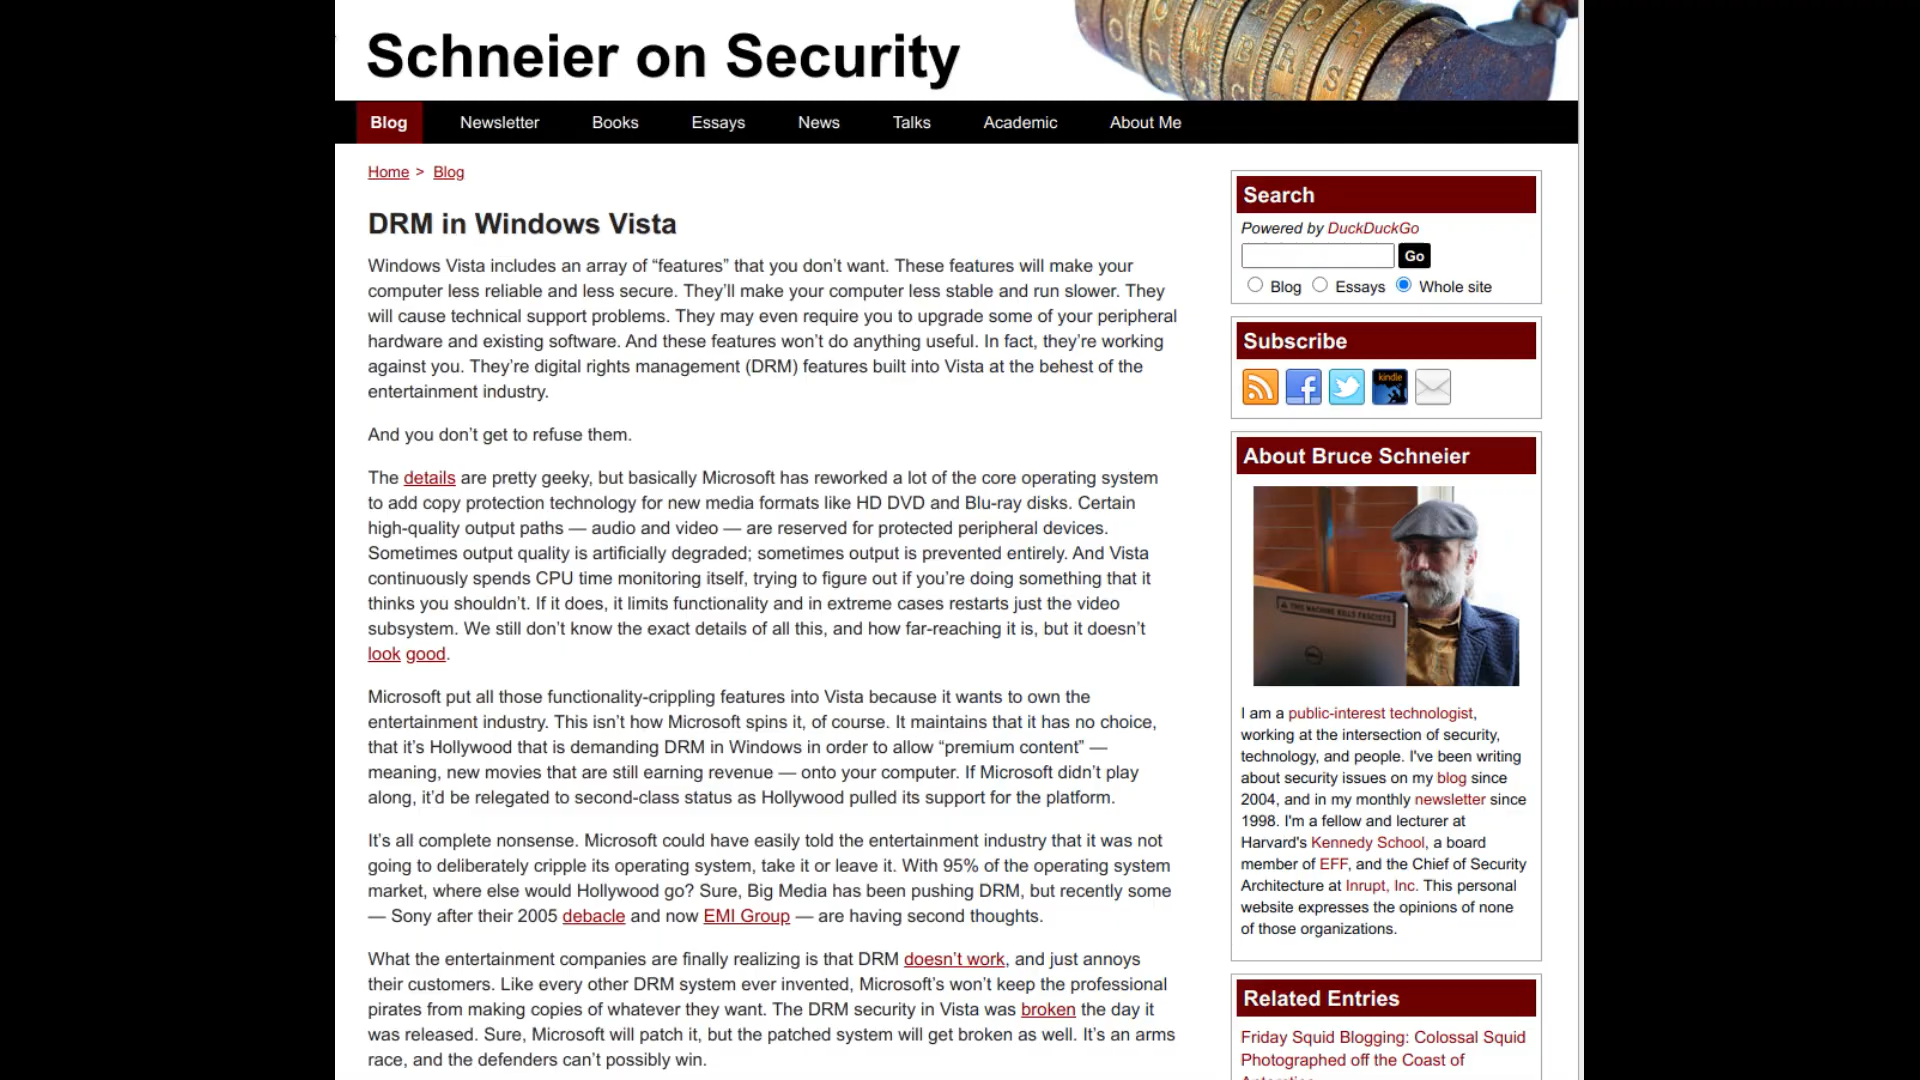 Schneier on Security
Blog
Newsletter
Books
Essays
News
Talks
Academic
About Me
Home > Blog
DRM in Windows Vista
Windows Vista includes an array of “features” that you don’t want. These features will make your
computer less reliable and less secure. They’ll make your computer less stable and run slower. They
will cause technical support problems. They may even require you to upgrade some of your peripheral
hardware and existing software. And these features won’t do anything useful. In fact, they’re working
against you. They’re digital rights management (DRM) features built into Vista at the behest of the
entertainment industry.
And you don’t get to refuse them.
The details are pretty geeky, but basically Microsoft has reworked a lot of the core operating system
to add copy protection technology for new media formats like HD DVD and Blu-ray disks. Certain
high-quality output paths — audio and video — are reserved for protected peripheral devices.
Sometimes output quality is artificially degraded; sometimes output is prevented entirely. And Vista
continuously spends CPU time monitoring itself, trying to figure out if you’re doing something that it
thinks you shouldn’t. If it does, it limits functionality and in extreme cases restarts just the video
subsystem. We still don’t know the exact details of all this, and how far-reaching it is, but it doesn’t
look good.
Microsoft put all those functionality-crippling features into Vista because it wants to own the
entertainment industry. This isn’t how Microsoft spins it, of course. It maintains that it has no choice,
that it’s Hollywood that is demanding DRM in Windows in order to allow “premium content” —
meaning, new movies that are still earning revenue — onto your computer. If Microsoft didn’t play
along, it’d be relegated to second-class status as Hollywood pulled its support for the platform.
It’s all complete nonsense. Microsoft could have easily told the entertainment industry that it was not
going to deliberately cripple its operating system, take it or leave it. With 95% of the operating system
market, where else would Hollywood go? Sure, Big Media has been pushing DRM, but recently some
— Sony after their 2005 debacle and now EMI Group — are having second thoughts.
What the entertainment companies are finally realizing is that DRM doesn’t work, and just annoys
their customers. Like every other DRM system ever invented, Microsoft’s won’t keep the professional
pirates from making copies of whatever they want. The DRM security in Vista was broken the day it
was released. Sure, Microsoft will patch it, but the patched system will get broken as well. It’s an arms
race, and the defenders can’t possibly win.
Search
Powered by DuckDuckGo
Go
Blog Essays Whole site
Subscribe
kindle
About Bruce Schneier
THIS MACHINE KILLS FASCISTS
DELL
I am a public-interest technologist,
working at the intersection of security,
technology, and people. I've been writing
about security issues on my blog since
2004, and in my monthly newsletter since
1998. I'm a fellow and lecturer at
Harvard's Kennedy School, a board
member of EFF, and the Chief of Security
Architecture at Inrupt, Inc. This personal
website expresses the opinions of none
of those organizations.
Related Entries
Friday Squid Blogging: Colossal Squid
Photographed off the Coast of